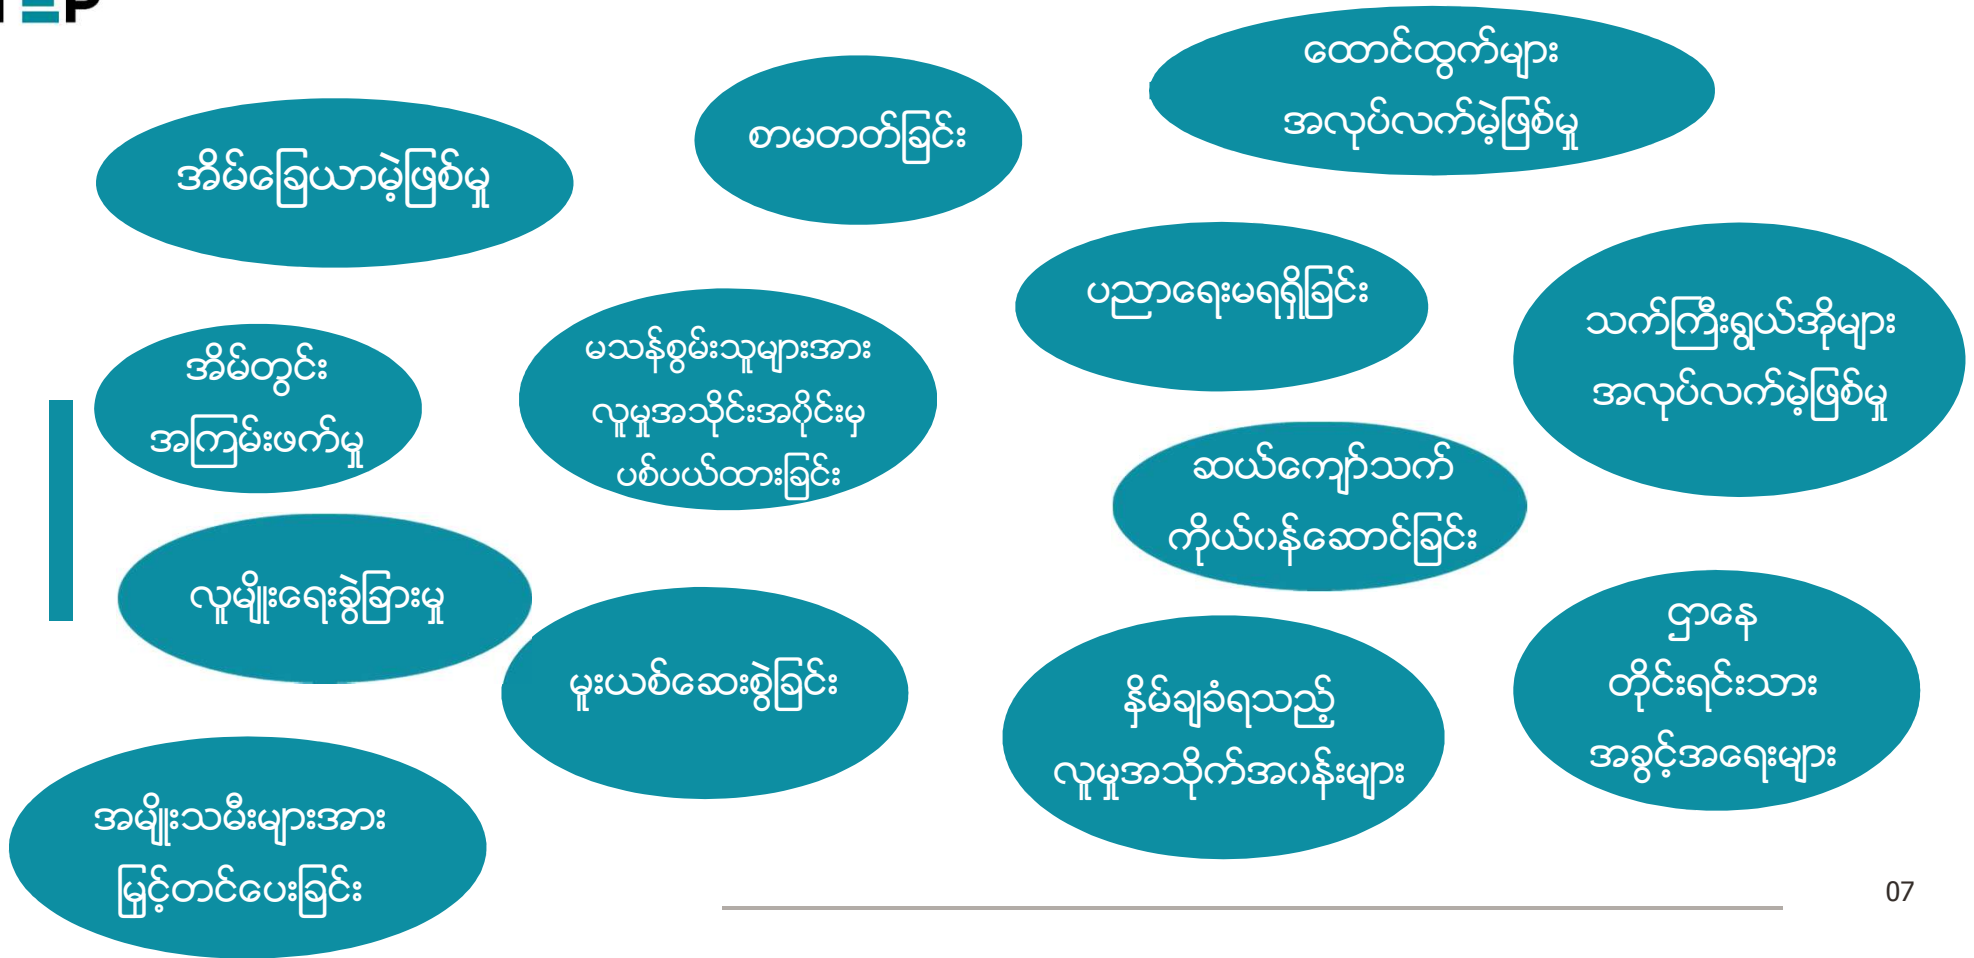 အိမ်ခြေယာမဲ့ဖြစ်မှု
စာမတတ်ခြင်း
ထောင်ထွက်များ
အလုပ်လက်မဲ့ဖြစ်မှု
ပညာရေးမရရှိခြင်း
သက်ကြီးရွယ်အိုများ
အလုပ်လက်မဲ့ဖြစ်မှု
အိမ်တွင်း
အကြမ်းဖက်မှု
မသန်စွမ်းသူများအား
လူမှုအသိုင်းအပိုင်းမှ
ပစ်ပယ်ထားခြင်း
ဆယ်ကျော်သက်
ကိုယ်ဝန်ဆောင်ခြင်း
လူမျိုးရေးခွဲခြားမှု
မူးယစ်ဆေးစွဲခြင်း
နှိမ်ချခံရသည့်
လူမှုအသိုက်အဝန်းများ
ဌာနေ
တိုင်းရင်းသား
အခွင့်အရေးများ
အမျိုးသမီးများအား
မြှင့်တင်ပေးခြင်း
07